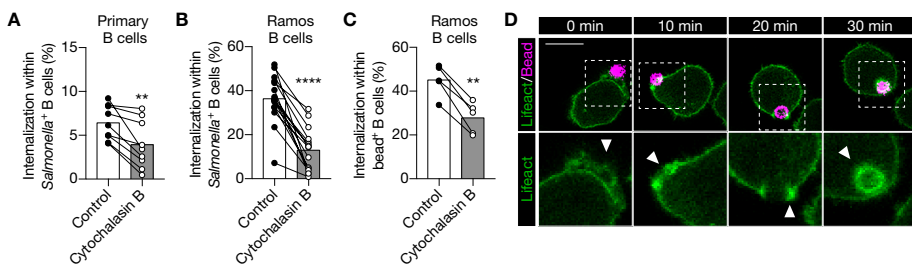 A
Primary
B cells
Internalization within
Salmonella⁺ B cells (%)
15
10
5
0
**
Control
Cytochalasin B
B
Ramos
B cells
Internalization within
Salmonella⁺ B cells (%)
60
40
20
0
****
Control
Cytochalasin B
C
Ramos
B cells
Internalization within
bead⁺ B cells (%)
60
40
20
0
**
Control
Cytochalasin B
D
0 min
10 min
20 min
30 min
Lifeact/Bead
Lifeact